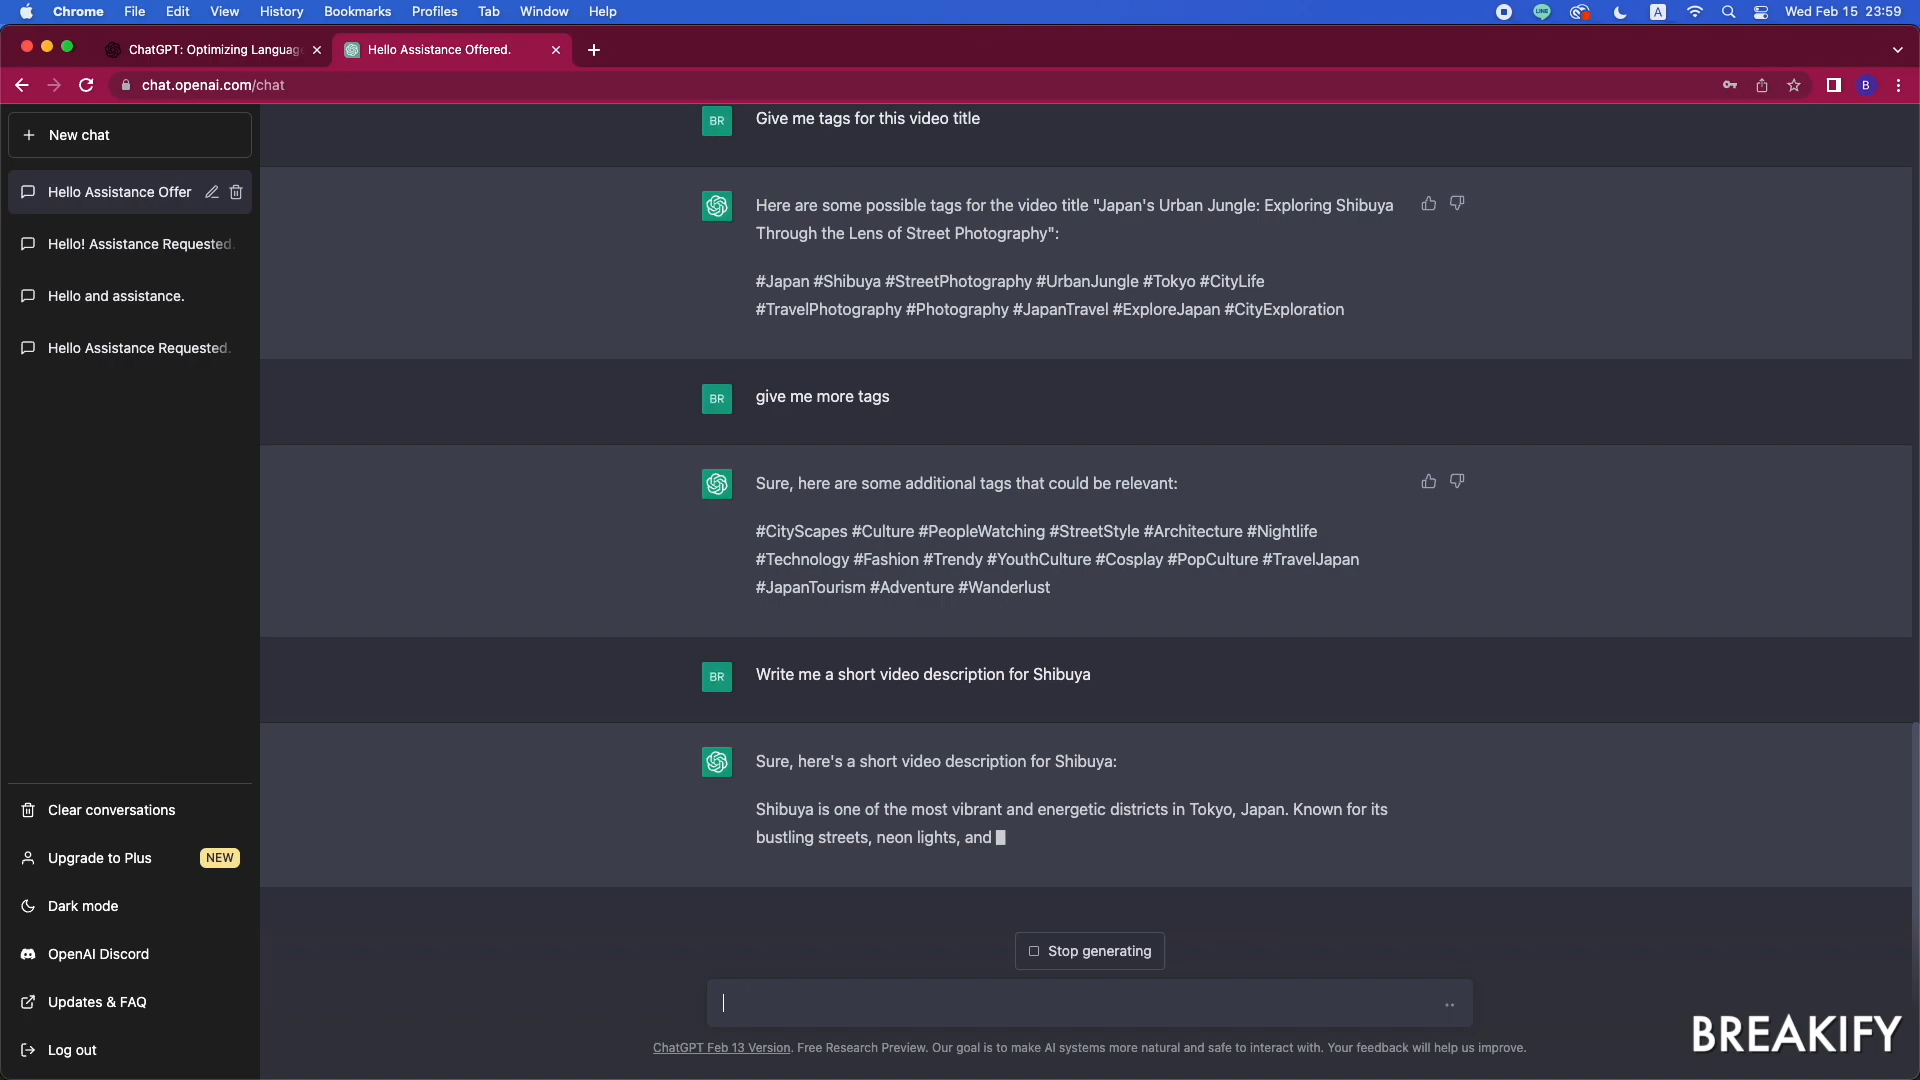 Chrome File Edit View History Bookmarks Profiles Tab Window Help LINE A Wed Feb 15 23:59
ChatGPT: Optimizing Languag Hello Assistance Offered.
chat.openai.com/chat B
New chat
Hello Assistance Offer
Hello! Assistance Requested.
Hello and assistance.
Hello Assistance Requested.
Clear conversations
Upgrade to Plus NEW
Dark mode
OpenAI Discord
Updates & FAQ
Log out
BR Give me tags for this video title
Here are some possible tags for the video title "Japan's Urban Jungle: Exploring Shibuya
Through the Lens of Street Photography":
#Japan #Shibuya #StreetPhotography #UrbanJungle #Tokyo #CityLife
#TravelPhotography #Photography #JapanTravel #ExploreJapan #CityExploration
BR give me more tags
Sure, here are some additional tags that could be relevant:
#CityScapes #Culture #PeopleWatching #StreetStyle #Architecture #Nightlife
#Technology #Fashion #Trendy #YouthCulture #Cosplay #PopCulture #TravelJapan
#JapanTourism #Adventure #Wanderlust
BR Write me a short video description for Shibuya
Sure, here's a short video description for Shibuya:
Shibuya is one of the most vibrant and energetic districts in Tokyo, Japan. Known for its
bustling streets, neon lights, and
Stop generating
ChatGPT Feb 13 Version. Free Research Preview. Our goal is to make AI systems more natural and safe to interact with. Your feedback will help us improve.
BREAKIFY